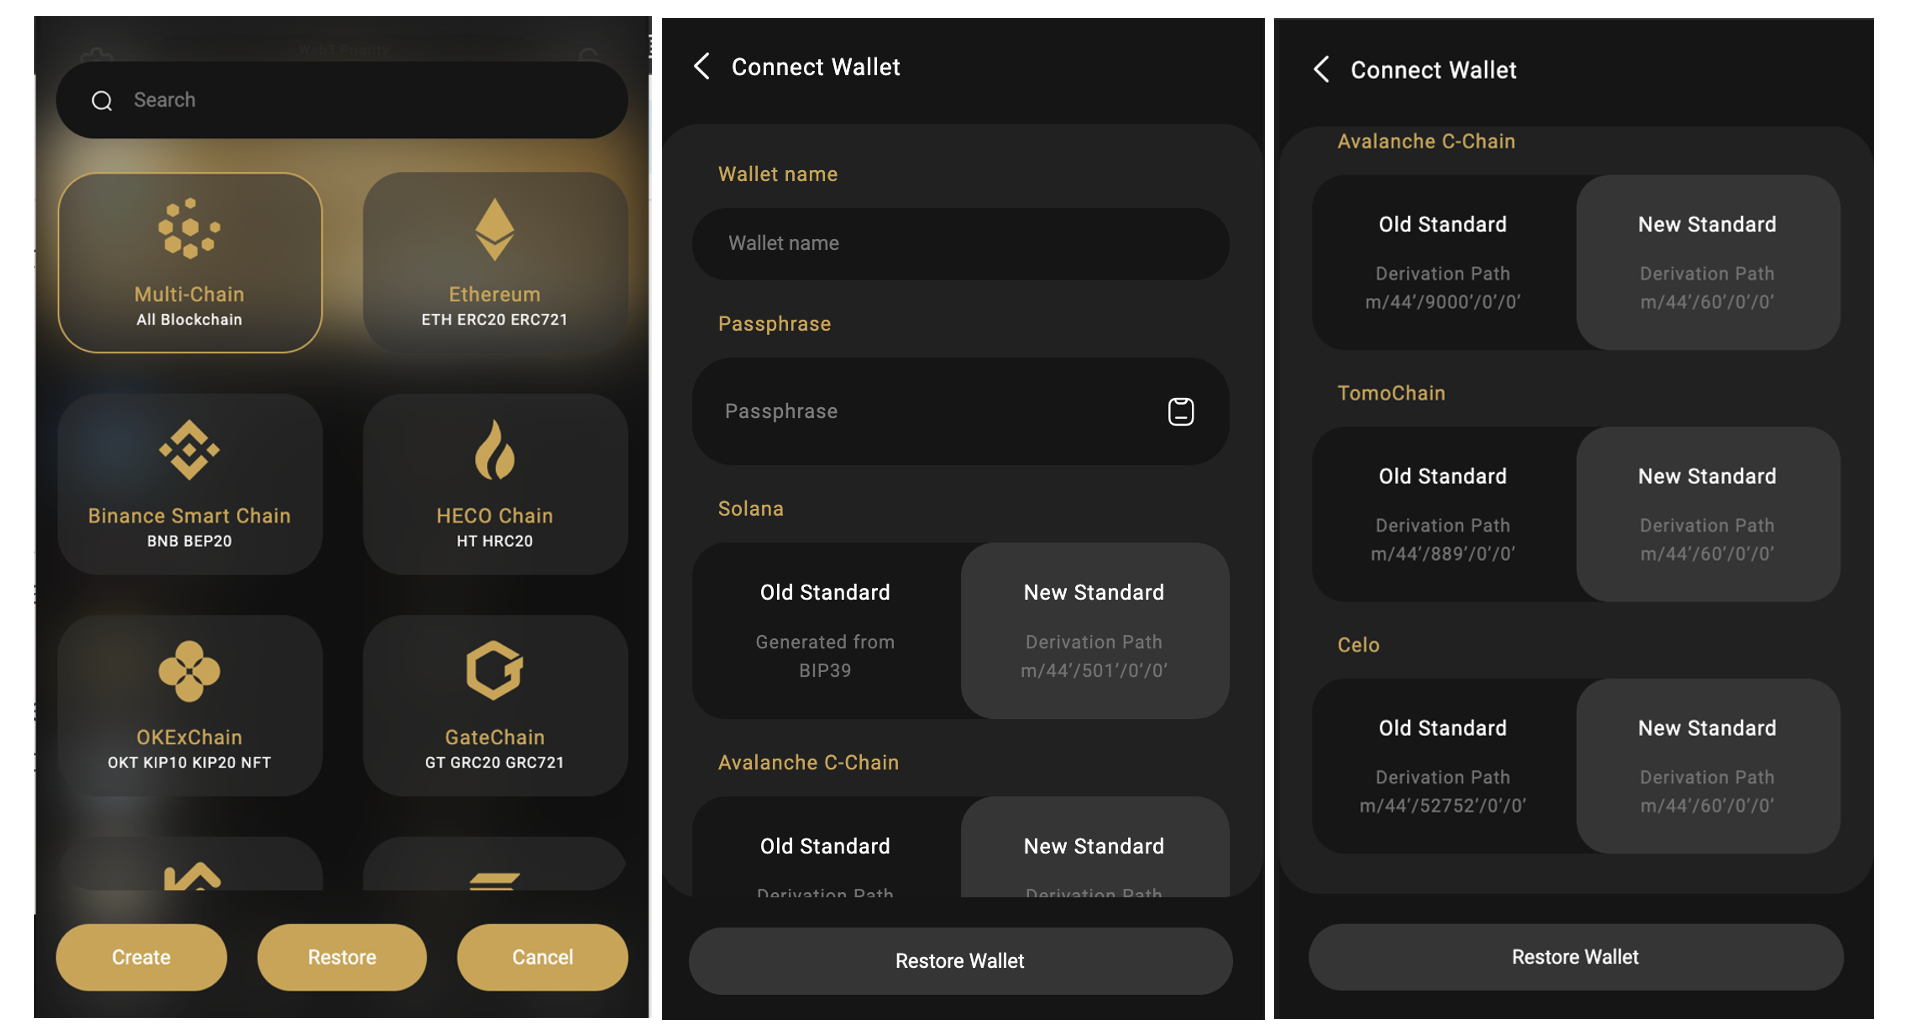 Web3 Priority
Search
Multi-Chain
All Blockchain
Ethereum
ETH ERC20 ERC721
Binance Smart Chain
BNB BEP20
HECO Chain
HT HRC20
OKExChain
OKT KIP10 KIP20 NFT
GateChain
GT GRC20 GRC721
Create
Restore
Cancel
Connect Wallet
Wallet name
Wallet name
Passphrase
Passphrase
Solana
Old Standard
Generated from
BIP39
New Standard
Derivation Path
m/44’/501’/0’/0’
Avalanche C-Chain
Old Standard
Derivation Path
New Standard
Derivation Path
Restore Wallet
Connect Wallet
Avalanche C-Chain
Old Standard
Derivation Path
m/44’/9000’/0’/0’
New Standard
Derivation Path
m/44’/60’/0’/0’
TomoChain
Old Standard
Derivation Path
m/44’/889’/0’/0’
New Standard
Derivation Path
m/44’/60’/0’/0’
Celo
Old Standard
Derivation Path
m/44’/52752’/0’/0’
New Standard
Derivation Path
m/44’/60’/0’/0’
Restore Wallet